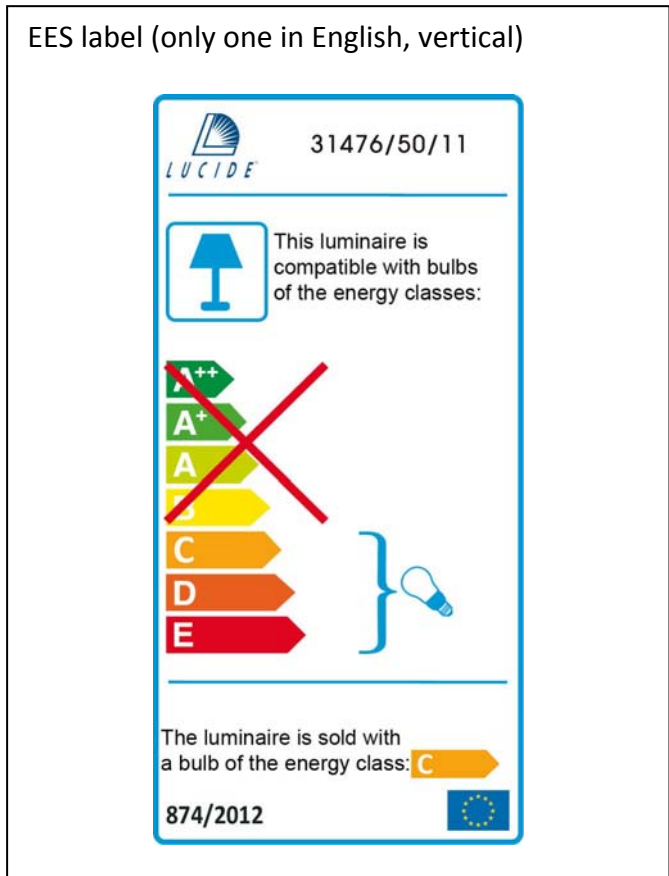 EES label (only one in English, vertical)
LUCIDE
31476/50/11
This luminaire is
compatible with bulbs
of the energy classes:
A++
A+
A
B
C
D
E
The luminaire is sold with
a bulb of the energy class: C
874/2012